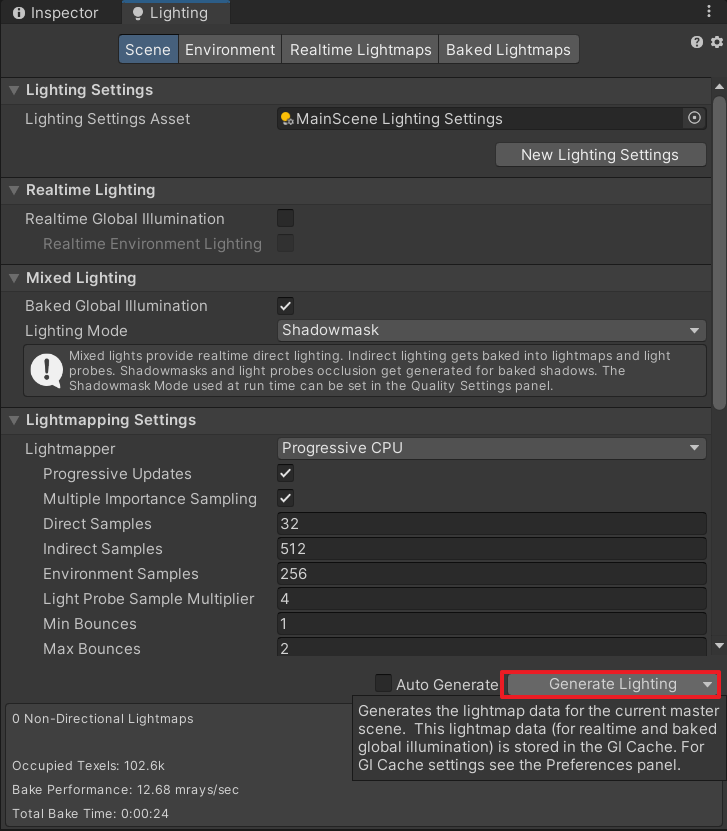 Inspector
Lighting
Scene Environment Realtime Lightmaps Baked Lightmaps
Lighting Settings
Lighting Settings Asset MainScene Lighting Settings
New Lighting Settings
Realtime Lighting
Realtime Global Illumination
Realtime Environment Lighting
Mixed Lighting
Baked Global Illumination
Lighting Mode Shadowmask
Mixed lights provide realtime direct lighting. Indirect lighting gets baked into lightmaps and light
probes. Shadowmasks and light probes occlusion get generated for baked shadows. The
Shadowmask Mode used at run time can be set in the Quality Settings panel.
Lightmapping Settings
Lightmapper Progressive CPU
Progressive Updates
Multiple Importance Sampling
Direct Samples 32
Indirect Samples 512
Environment Samples 256
Light Probe Sample Multiplier 4
Min Bounces 1
Max Bounces 2
Auto Generate Generate Lighting
Generates the lightmap data for the current master
scene. This lightmap data (for realtime and baked
global illumination) is stored in the GI Cache. For
GI Cache settings see the Preferences panel.
0 Non-Directional Lightmaps
Occupied Texels: 102.6k
Bake Performance: 12.68 mrays/sec
Total Bake Time: 0:00:24